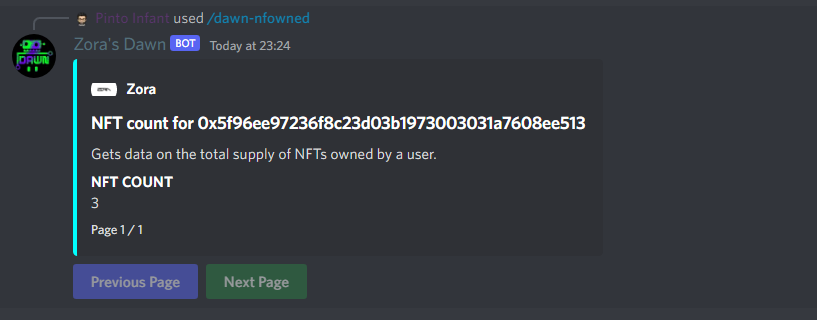 Pinto Infant used /dawn-nfowned
DAWN
Zora's Dawn BOT Today at 23:24
Zora
NFT count for 0x5f96ee97236f8c23d03b1973003031a7608ee513
Gets data on the total supply of NFTs owned by a user.
NFT COUNT
3
Page 1 / 1
Previous Page Next Page